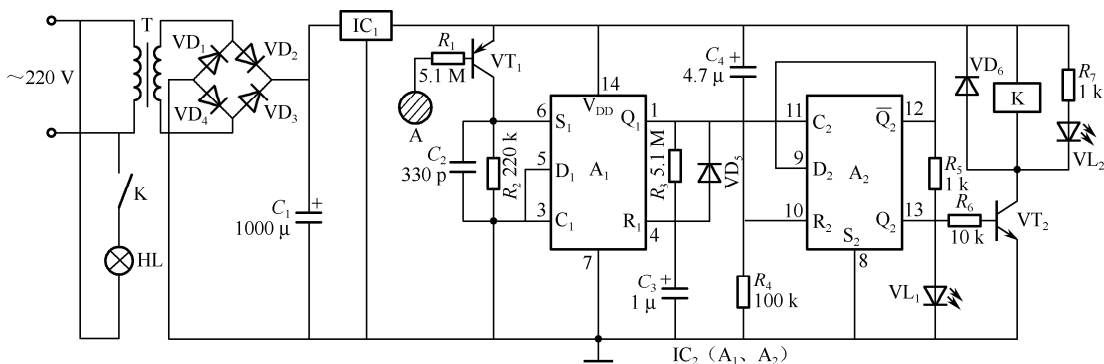 ~220 V
T
VD₁
VD₂
VD₃
VD₄
K
HL
C₁
1000 μ
+
IC₁
R₁
5.1 M
A
VT₁
C₂
330 p
R₂ 220 k
14
V_DD
6
S₁
5
D₁
3
C₁
A₁
Q₁
1
R₁
4
7
R₃ 5.1 M
VD₅
C₃
1 μ
+
C₄
4.7 μ
+
R₄
100 k
11
C₂
9
D₂
10
R₂
A₂
S₂
8
Q̅₂
12
Q₂
13
R₅
1 k
R₆
10 k
VL₁
VT₂
VD₆
K
R₇
1 k
VL₂
IC₂（A₁、A₂）